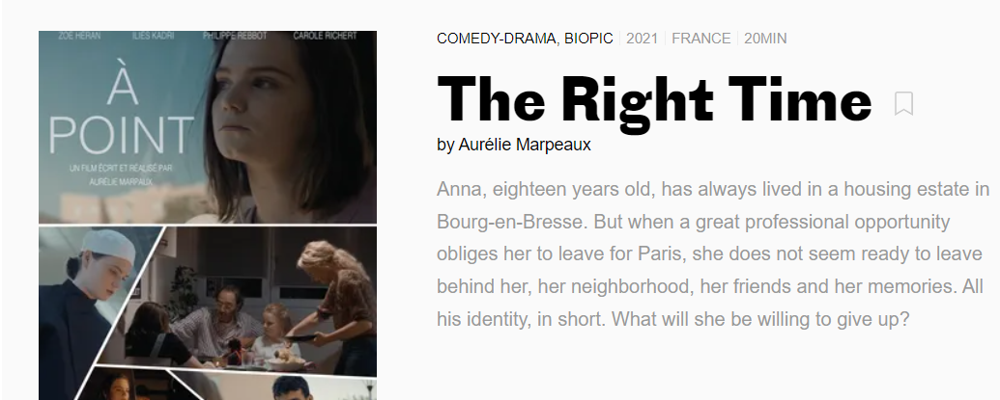 ZOÉ HÉRAN ILIÈS KADRI PHILIPPE REBBOT CAROLE RICHERT
À
POINT
UN FILM ÉCRIT ET RÉALISÉ PAR
AURÉLIE MARPAUX
COMEDY-DRAMA, BIOPIC 2021 FRANCE 20MIN
The Right Time
by Aurélie Marpeaux
Anna, eighteen years old, has always lived in a housing estate in
Bourg-en-Bresse. But when a great professional opportunity
obliges her to leave for Paris, she does not seem ready to leave
behind her, her neighborhood, her friends and her memories. All
his identity, in short. What will she be willing to give up?